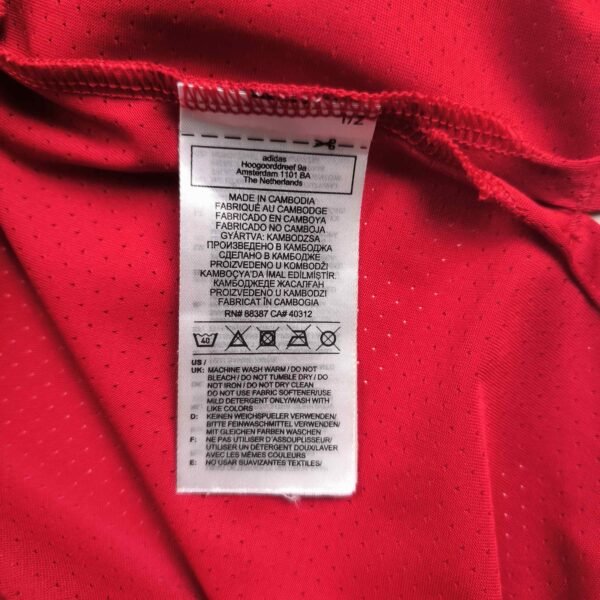 172
adidas
Hoogoorddreef 9a
Amsterdam 1101 BA
The Netherlands
MADE IN CAMBODIA
FABRIQUÉ AU CAMBODGE
FABRICADO EN CAMBOYA
FABRICADO NO CAMBOJA
GYÁRTVA: KAMBODZSA
ПРОИЗВЕДЕНО В КАМБОДЖА
СДЕЛАНО В КАМБОДЖЕ
PROIZVEDENO U KOMBODŽI
KAMBOÇYA'DA İMAL EDİLMİŞTİR.
КАМБОДЖЕДЕ ЖАСАЛҒАН
PROIZVEDENO U KAMBODZI
FABRICAT ÎN CAMBOGIA
RN# 88387 CA# 40312
40
US /
UK: MACHINE WASH WARM / DO NOT
BLEACH / DO NOT TUMBLE DRY / DO
NOT IRON / DO NOT DRY CLEAN
DO NOT USE FABRIC SOFTENER/USE
MILD DETERGENT ONLY/WASH WITH
LIKE COLORS
D: KEINEN WEICHSPUELER VERWENDEN/
BITTE FEINWASCHMITTEL VERWENDEN/
MIT GLEICHEN FARBEN WASCHEN
F: NE PAS UTILISER D'ASSOUPLISSEUR/
UTILISER UN DÉTERGENT DOUX/LAVER
AVEC LES MÊMES COULEURS
E: NO USAR SUAVIZANTES TEXTILES/